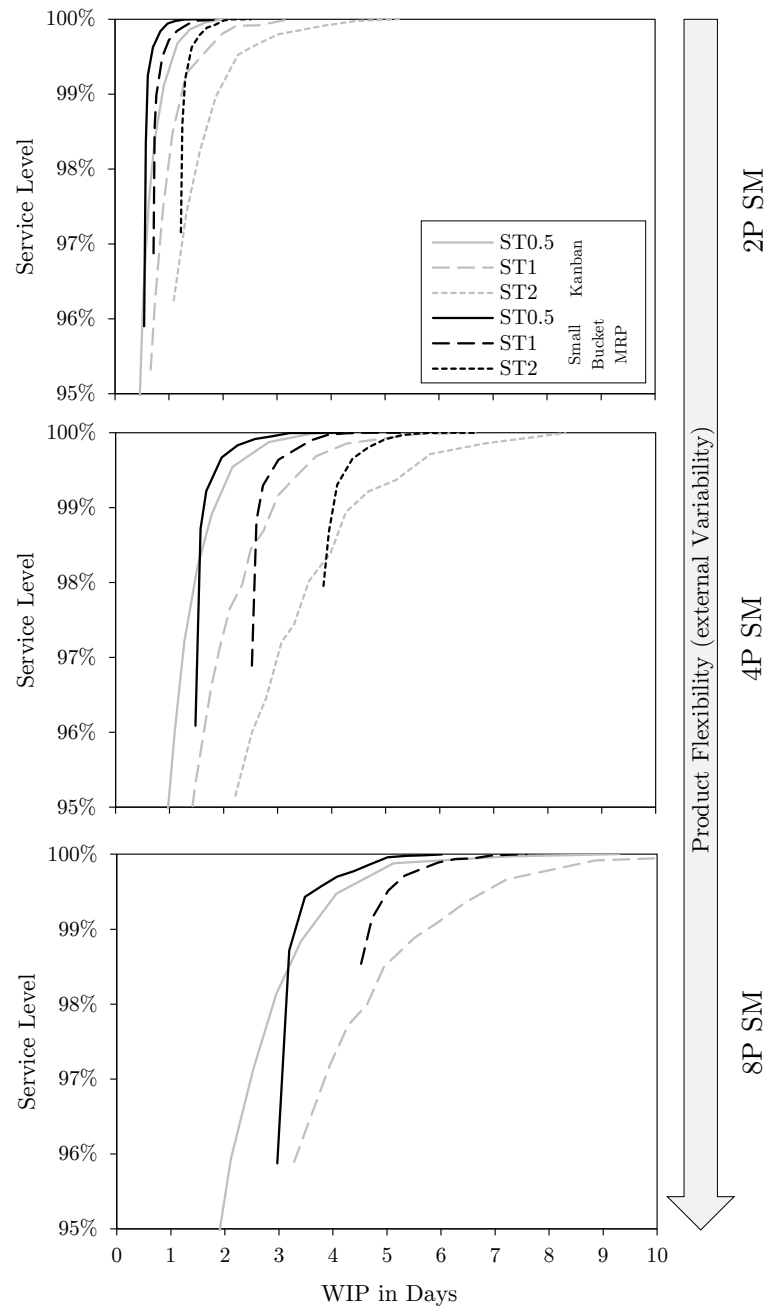 100%
99%
98%
97%
96%
95%
Service Level
ST0.5
ST1
ST2
Kanban
ST0.5
ST1
ST2
Small
Bucket
MRP
2P SM
100%
99%
98%
97%
96%
95%
Service Level
4P SM
Product Flexibility (external Variability)
100%
99%
98%
97%
96%
95%
Service Level
8P SM
0 1 2 3 4 5 6 7 8 9 10
WIP in Days